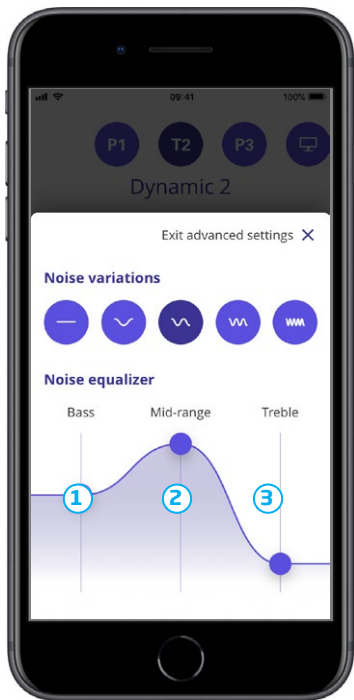 09:41 100%
P1 T2 P3
Dynamic 2
Exit advanced settings
Noise variations
Noise equalizer
Bass Mid-range Treble
1 2 3